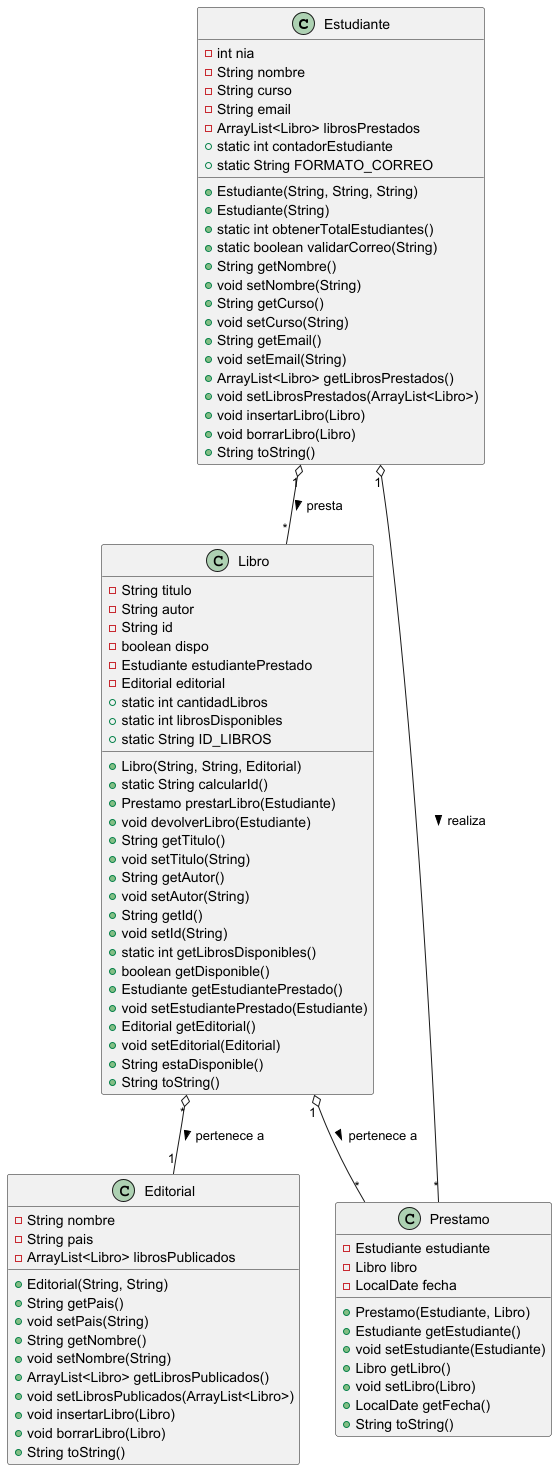 C Estudiante
int nia
String nombre
String curso
String email
ArrayList<Libro> librosPrestados
static int contadorEstudiante
static String FORMATO_CORREO
Estudiante(String, String, String)
Estudiante(String)
static int obtenerTotalEstudiantes()
static boolean validarCorreo(String)
String getNombre()
void setNombre(String)
String getCurso()
void setCurso(String)
String getEmail()
void setEmail(String)
ArrayList<Libro> getLibrosPrestados()
void setLibrosPrestados(ArrayList<Libro>)
void insertarLibro(Libro)
void borrarLibro(Libro)
String toString()
1
1
presta
*
C Libro
String titulo
String autor
String id
boolean dispo
Estudiante estudiantePrestado
Editorial editorial
static int cantidadLibros
static int librosDisponibles
static String ID_LIBROS
Libro(String, String, Editorial)
static String calcularId()
Prestamo prestarLibro(Estudiante)
void devolverLibro(Estudiante)
String getTitulo()
void setTitulo(String)
String getAutor()
void setAutor(String)
String getId()
void setId(String)
static int getLibrosDisponibles()
boolean getDisponible()
Estudiante getEstudiantePrestado()
void setEstudiantePrestado(Estudiante)
Editorial getEditorial()
void setEditorial(Editorial)
String estaDisponible()
String toString()
realiza
*
1
pertenece a
pertenece a
1
*
*
C Editorial
String nombre
String pais
ArrayList<Libro> librosPublicados
Editorial(String, String)
String getPais()
void setPais(String)
String getNombre()
void setNombre(String)
ArrayList<Libro> getLibrosPublicados()
void setLibrosPublicados(ArrayList<Libro>)
void insertarLibro(Libro)
void borrarLibro(Libro)
String toString()
C Prestamo
Estudiante estudiante
Libro libro
LocalDate fecha
Prestamo(Estudiante, Libro)
Estudiante getEstudiante()
void setEstudiante(Estudiante)
Libro getLibro()
void setLibro(Libro)
LocalDate getFecha()
String toString()